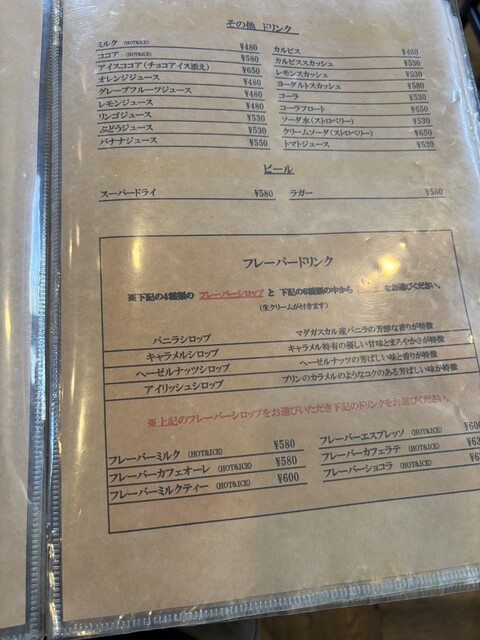 その他 ドリンク
ミルク (HOT&ICE) ¥480
ココア (HOT&ICE) ¥580
アイスココア(チョコアイス添え) ¥650
オレンジジュース ¥480
グレープフルーツジュース ¥480
レモンジュース ¥480
リンゴジュース ¥530
ぶどうジュース ¥530
バナナジュース ¥550
カルピス ¥480
カルピススカッシュ ¥530
レモンスカッシュ ¥530
ヨーグルトスカッシュ ¥580
コーラ ¥530
コーラフロート ¥650
ソーダ水(ストロベリー) ¥530
クリームソーダ(ストロベリー) ¥650
トマトジュース ¥530
ビール
スーパードライ ¥580
ラガー ¥580
フレーバードリンク
※下記の4種類の フレーバーシロップ と 下記の6種類の中から をお選びください。
(生クリームが付きます)
バニラシロップ マダガスカル産バニラの芳醇な香りが特徴
キャラメルシロップ キャラメル特有の優しい甘味とまろやかさが特徴
ヘーゼルナッツシロップ ヘーゼルナッツの芳ばしい味と香りが特徴
アイリッシュシロップ プリンのカラメルのようなコクのある芳ばしい味が特徴
※上記のフレーバーシロップをお選びいただき下記のドリンクをお選びください。
フレーバーミルク (HOT&ICE) ¥580
フレーバーカフェオーレ (HOT&ICE) ¥580
フレーバーミルクティー (HOT&ICE) ¥600
フレーバーエスプレッソ (HOT&ICE)
フレーバーカフェラテ (HOT&ICE)
フレーバーショコラ (HOT&ICE)